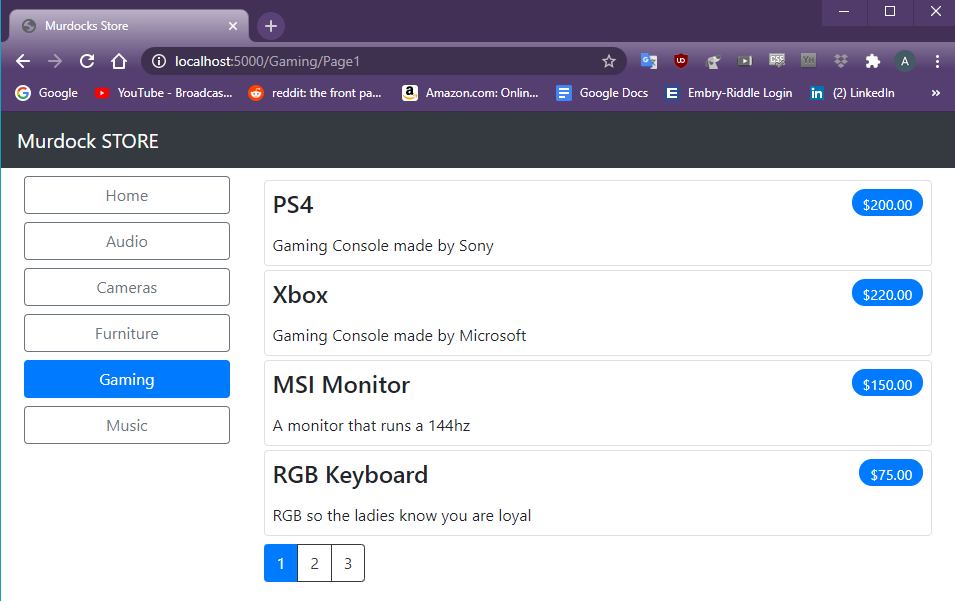 Murdocks Store
localhost:5000/Gaming/Page1
A
Google
YouTube - Broadcas...
reddit: the front pa...
Amazon.com: Onlin...
Google Docs
Embry-Riddle Login
(2) LinkedIn
Murdock STORE
Home
Audio
Cameras
Furniture
Gaming
Music
PS4 $200.00
Gaming Console made by Sony
Xbox $220.00
Gaming Console made by Microsoft
MSI Monitor $150.00
A monitor that runs a 144hz
RGB Keyboard $75.00
RGB so the ladies know you are loyal
1 2 3